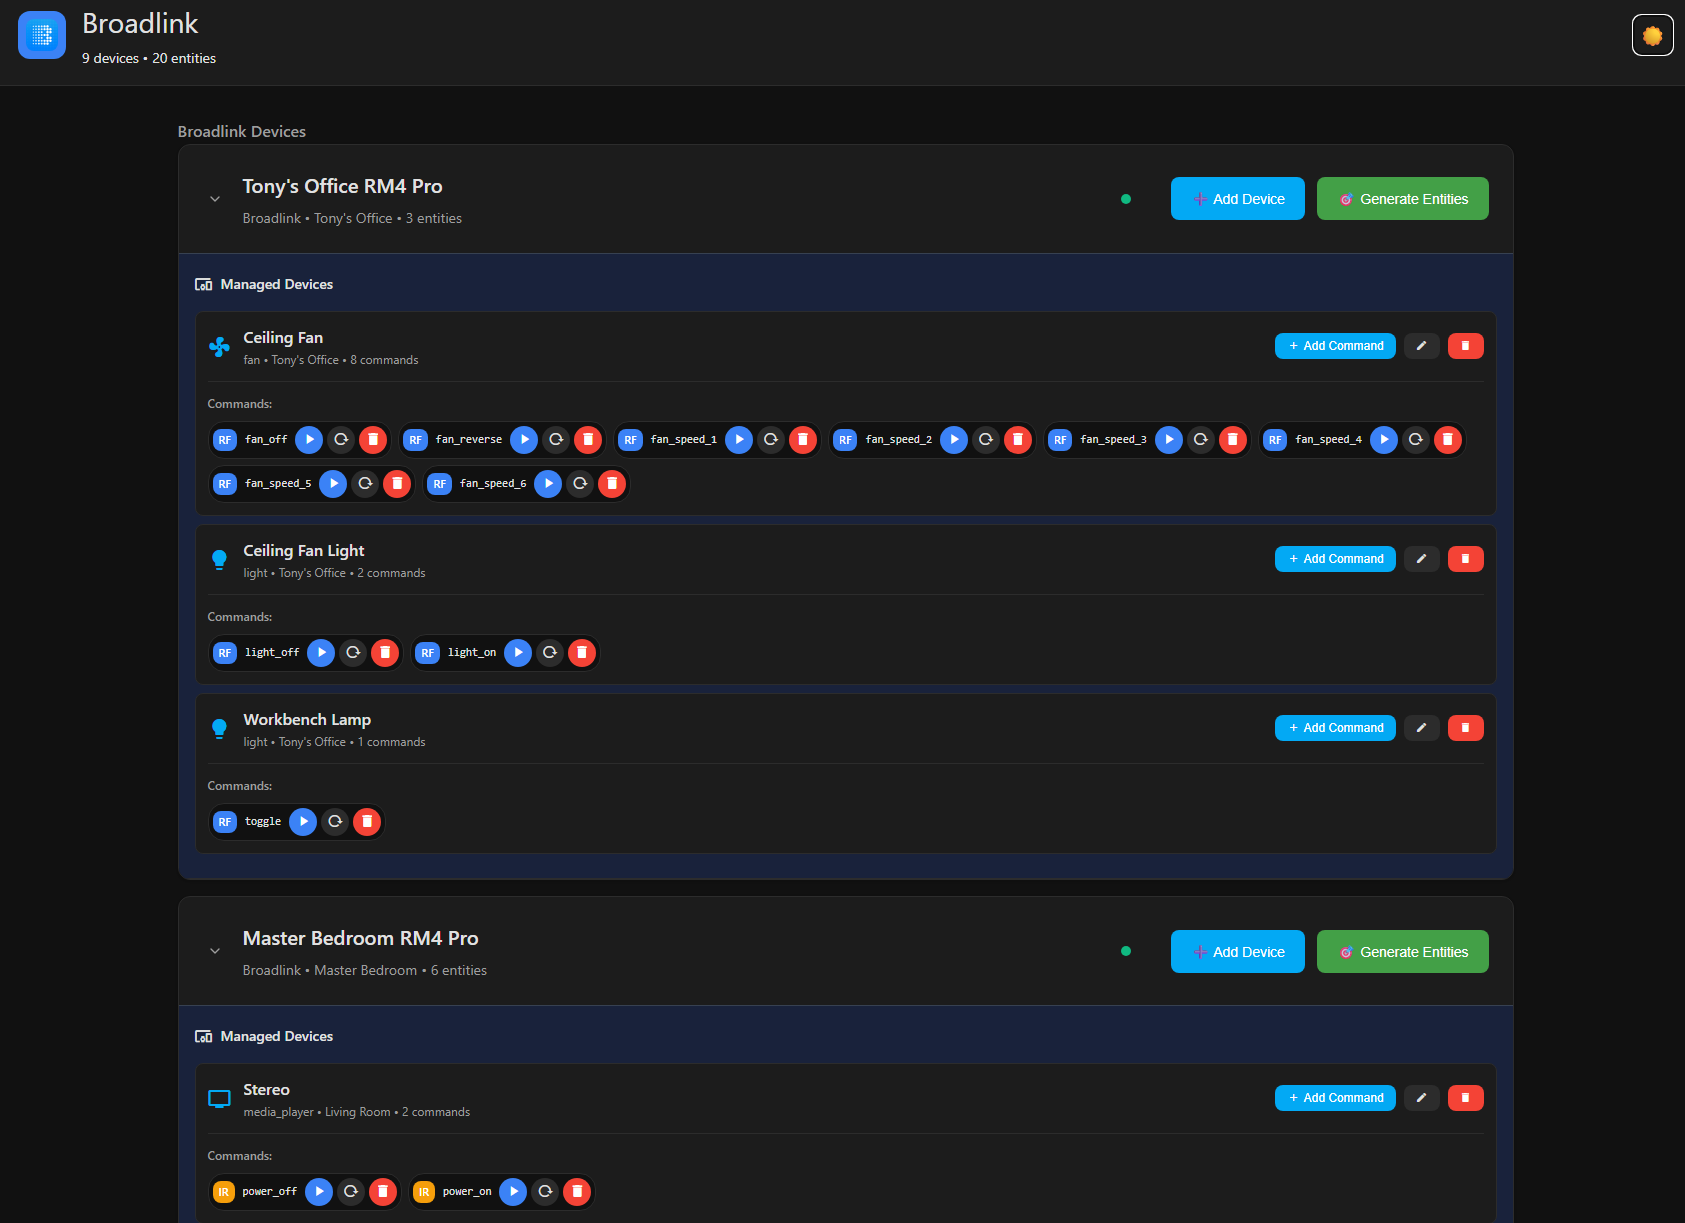 Broadlink
9 devices • 20 entities
Broadlink Devices
Tony's Office RM4 Pro
Broadlink • Tony's Office • 3 entities
Add Device
Generate Entities
Managed Devices
Ceiling Fan
fan • Tony's Office • 8 commands
+ Add Command
Commands:
RF fan_off RF fan_reverse RF fan_speed_1 RF fan_speed_2 RF fan_speed_3 RF fan_speed_4
RF fan_speed_5 RF fan_speed_6
Ceiling Fan Light
light • Tony's Office • 2 commands
+ Add Command
Commands:
RF light_off RF light_on
Workbench Lamp
light • Tony's Office • 1 commands
+ Add Command
Commands:
RF toggle
Master Bedroom RM4 Pro
Broadlink • Master Bedroom • 6 entities
Add Device
Generate Entities
Managed Devices
Stereo
media_player • Living Room • 2 commands
+ Add Command
Commands:
IR power_off IR power_on